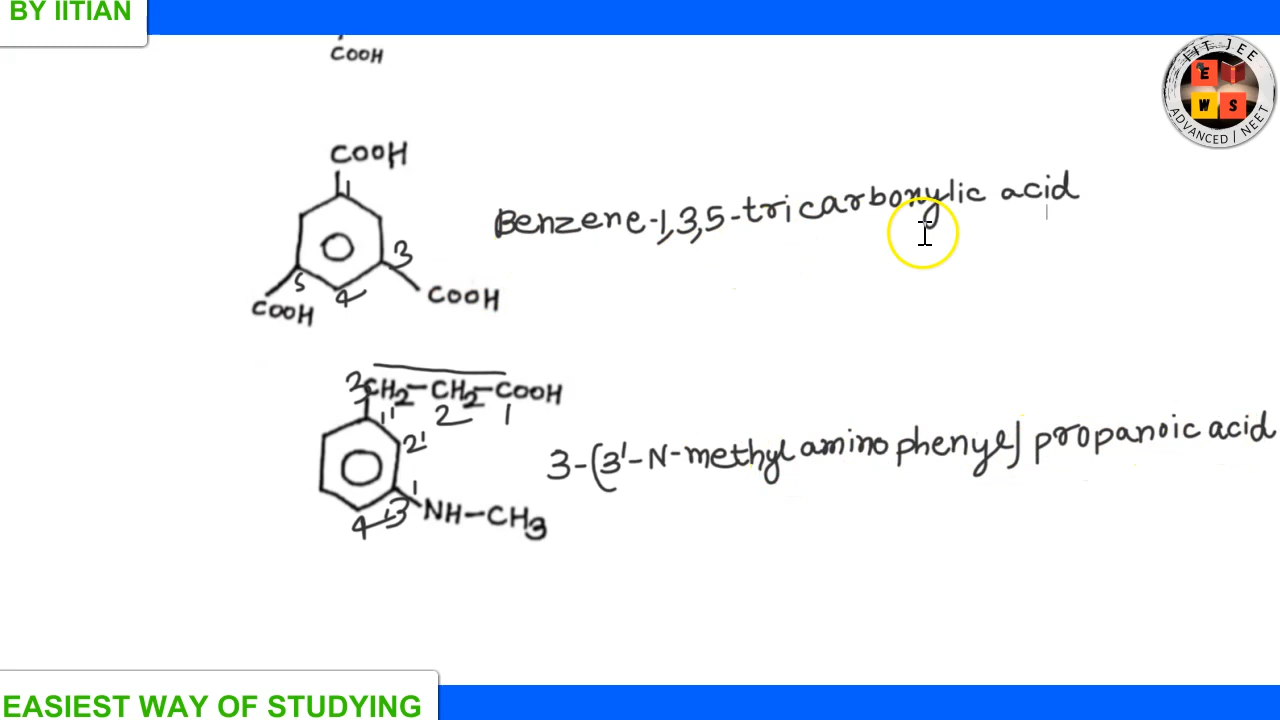 BY IITIAN
IIT JEE
E
W S
ADVANCED / NEET
COOH
COOH
1
Benzene-1,3,5-tricarbonylic acid
3
5
4
COOH
COOH
3CH2-CH2-COOH
1' 2 1
2'
3-(3'-N-methylaminophenyl) propanoic acid
3'
4' NH-CH3
EASIEST WAY OF STUDYING